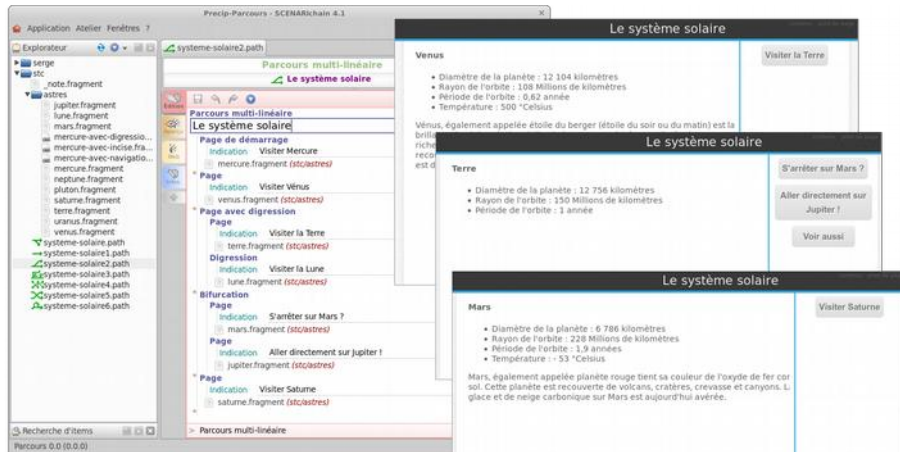 Precip-Parcours - SCENARIchain 4.1
Application Atelier Fenêtres ?
Explorateur
serge
stc
_note.fragment
astres
jupiter.fragment
lune.fragment
mars.fragment
mercure-avec-digressio...
mercure-avec-incise.fra...
mercure-avec-navigatio...
mercure.fragment
neptune.fragment
pluton.fragment
saturne.fragment
terre.fragment
uranus.fragment
venus.fragment
systeme-solaire.path
systeme-solaire1.path
systeme-solaire2.path
systeme-solaire3.path
systeme-solaire4.path
systeme-solaire5.path
systeme-solaire6.path
Recherche d'items
Parcours 0.0 (0.0.0)
systeme-solaire2.path
Parcours multi-linéaire
Le système solaire
Parcours multi-linéaire
Le système solaire
Page de démarrage
Indication Visiter Mercure
mercure.fragment (stc/astres)
Page
Indication Visiter Vénus
venus.fragment (stc/astres)
Page avec digression
Page
Indication Visiter la Terre
terre.fragment (stc/astres)
Digression
Indication Visiter la Lune
lune.fragment (stc/astres)
Bifurcation
Page
Indication S'arrêter sur Mars ?
mars.fragment (stc/astres)
Page
Indication Aller directement sur Jupiter !
jupiter.fragment (stc/astres)
Page
Indication Visiter Saturne
saturne.fragment (stc/astres)
> Parcours multi-linéaire
Le système solaire
Venus
• Diamètre de la planète : 12 104 kilomètres
• Rayon de l'orbite : 108 Millions de kilomètres
• Période de l'orbite : 0,62 année
• Température : 500 °Celsius
Vénus, également appelée étoile du berger (étoile du soir ou du matin) est la
brilla
riche
recon
est d
Visiter la Terre
Le système solaire
Terre
• Diamètre de la planète : 12 756 kilomètres
• Rayon de l'orbite : 150 Millions de kilomètres
• Période de l'orbite : 1 année
S'arrêter sur Mars ?
Aller directement sur
Jupiter !
Voir aussi
Le système solaire
Mars
• Diamètre de la planète : 6 786 kilomètres
• Rayon de l'orbite : 228 Millions de kilomètres
• Période de l'orbite : 1,9 années
• Température : - 53 °Celsius
Mars, également appelée planète rouge tient sa couleur de l'oxyde de fer con
sol. Cette planète est recouverte de volcans, cratères, crevasse et canyons. L
glace et de neige carbonique sur Mars est aujourd'hui avérée.
Visiter Saturne